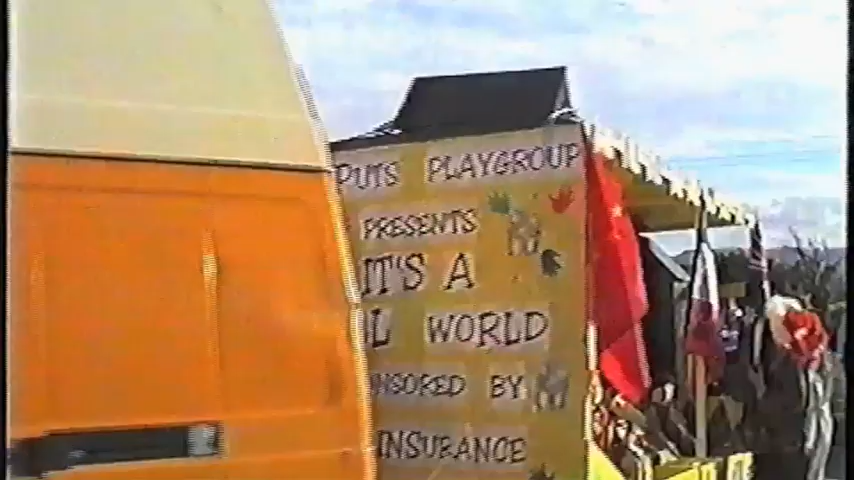 PUTS PLAYGROUP
PRESENTS
IT'S A
L WORLD
NSORED BY
INSURANCE